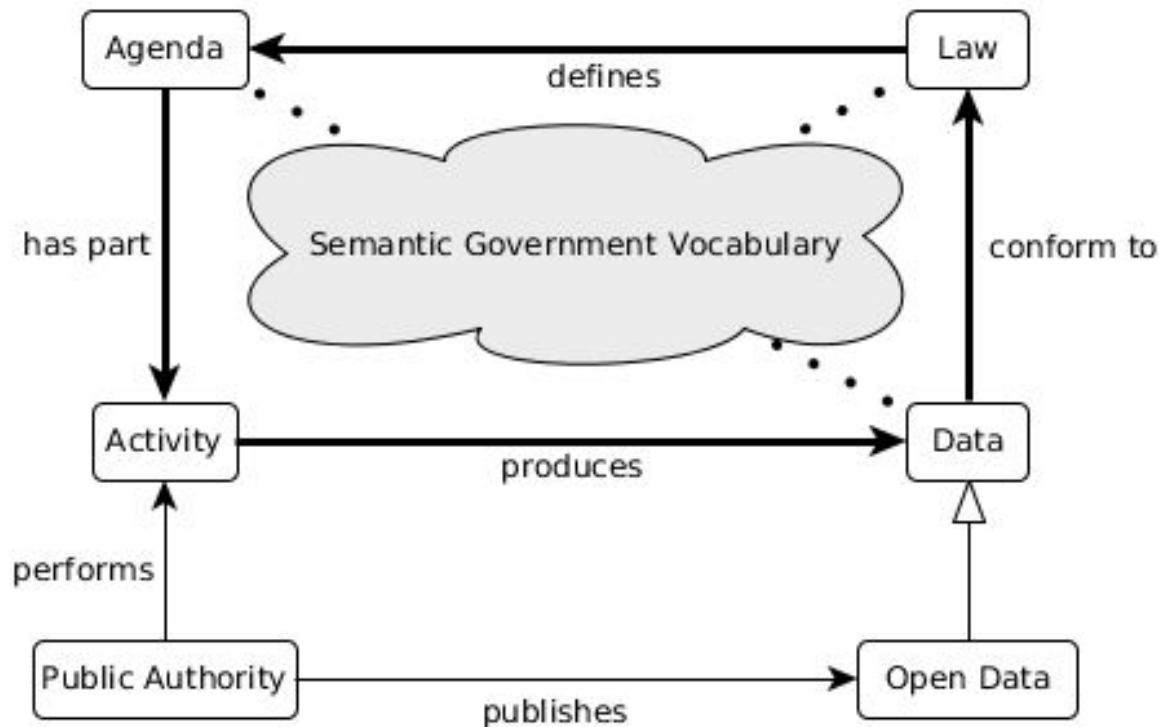 Agenda
Law
defines
has part
Semantic Government Vocabulary
conform to
Activity
Data
produces
performs
Public Authority
Open Data
publishes